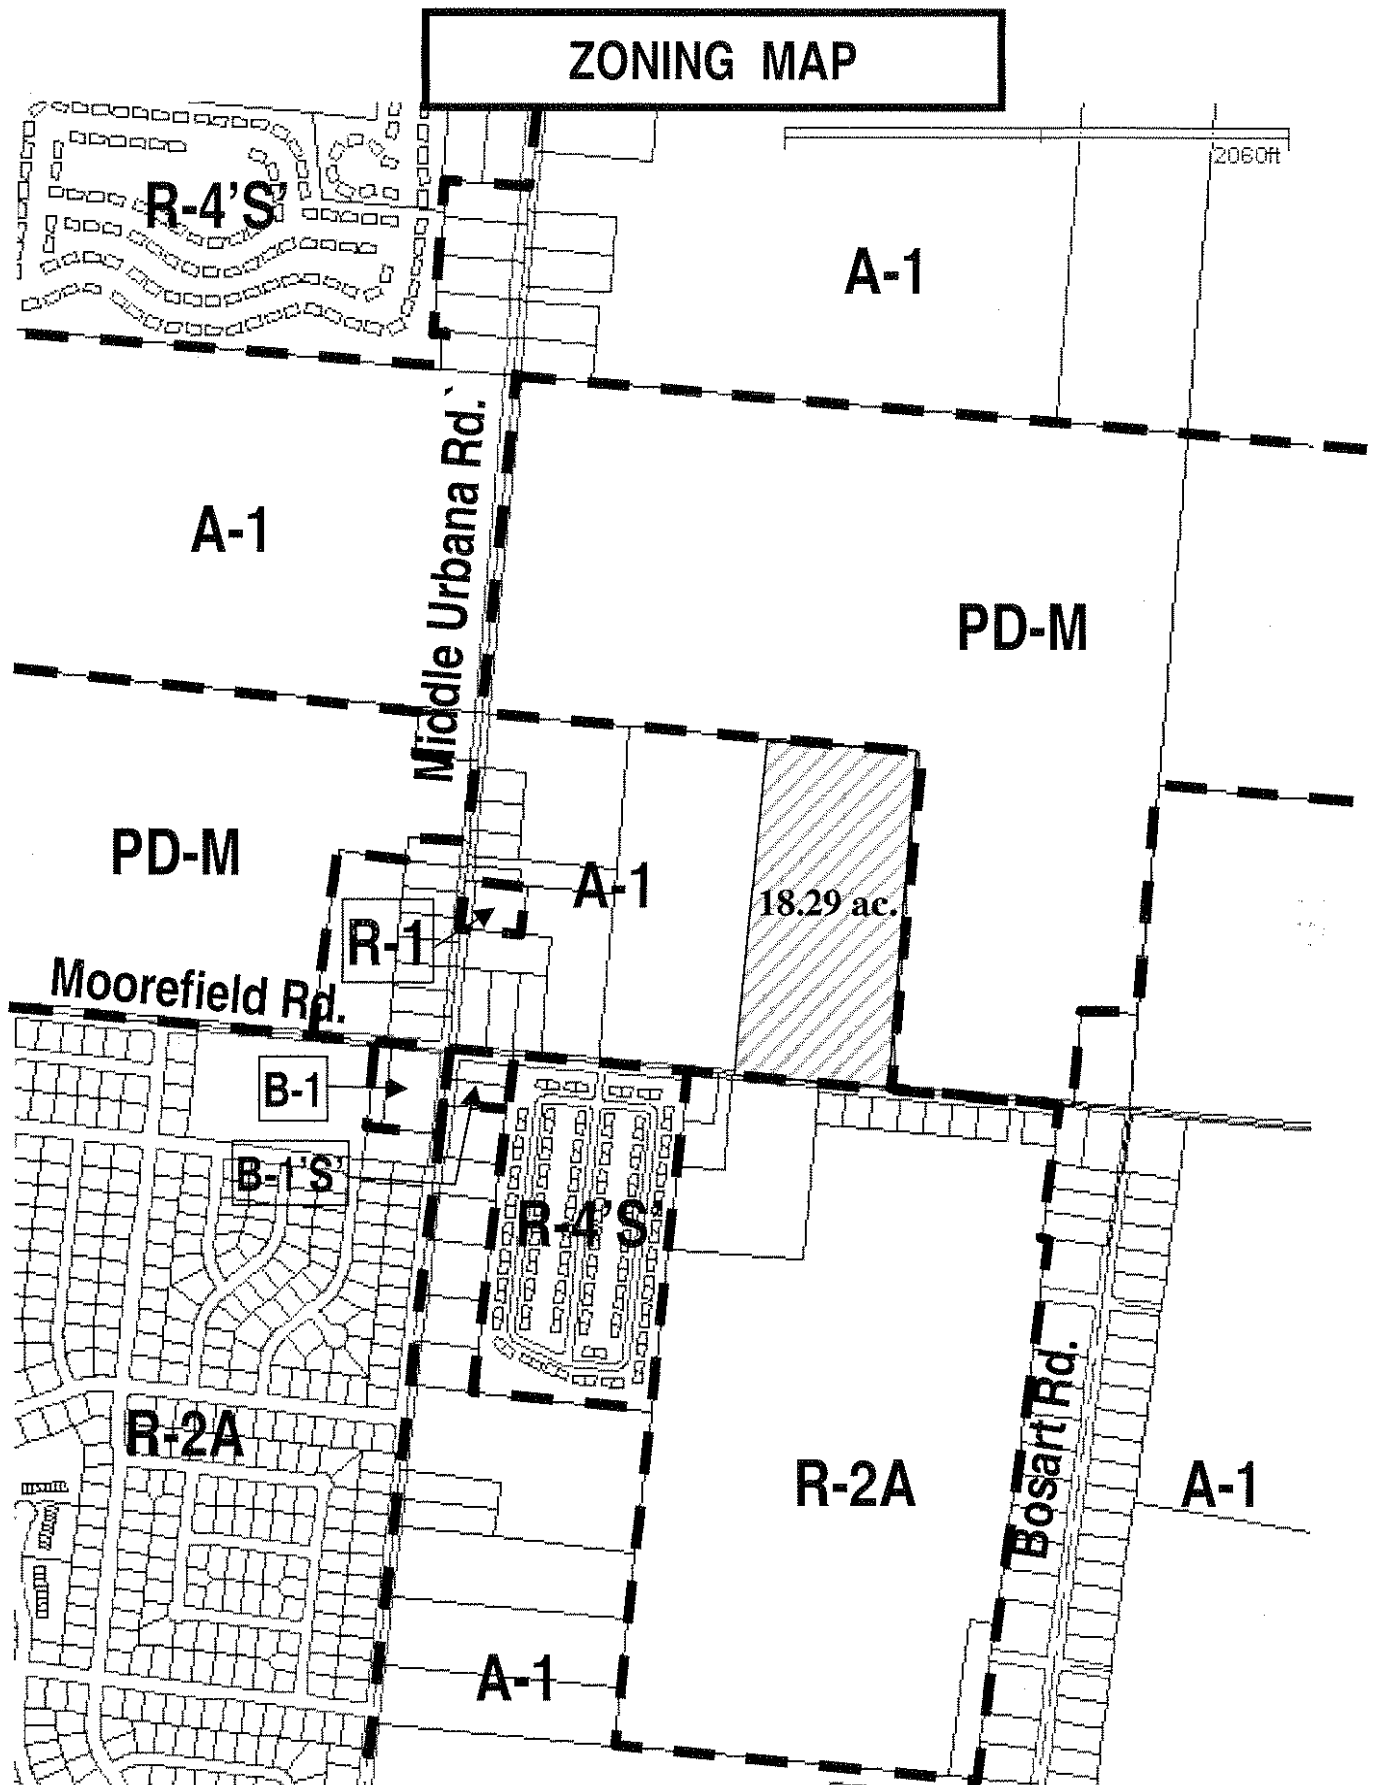 ZONING MAP
2060ft
R-4'S'
A-1
Middle Urbana Rd.
A-1
PD-M
PD-M
A-1
18.29 ac.
R-1
Moorefield Rd.
B-1
B-1'S'
R-4'S'
R-2A
R-2A
Bosart Rd.
A-1
A-1